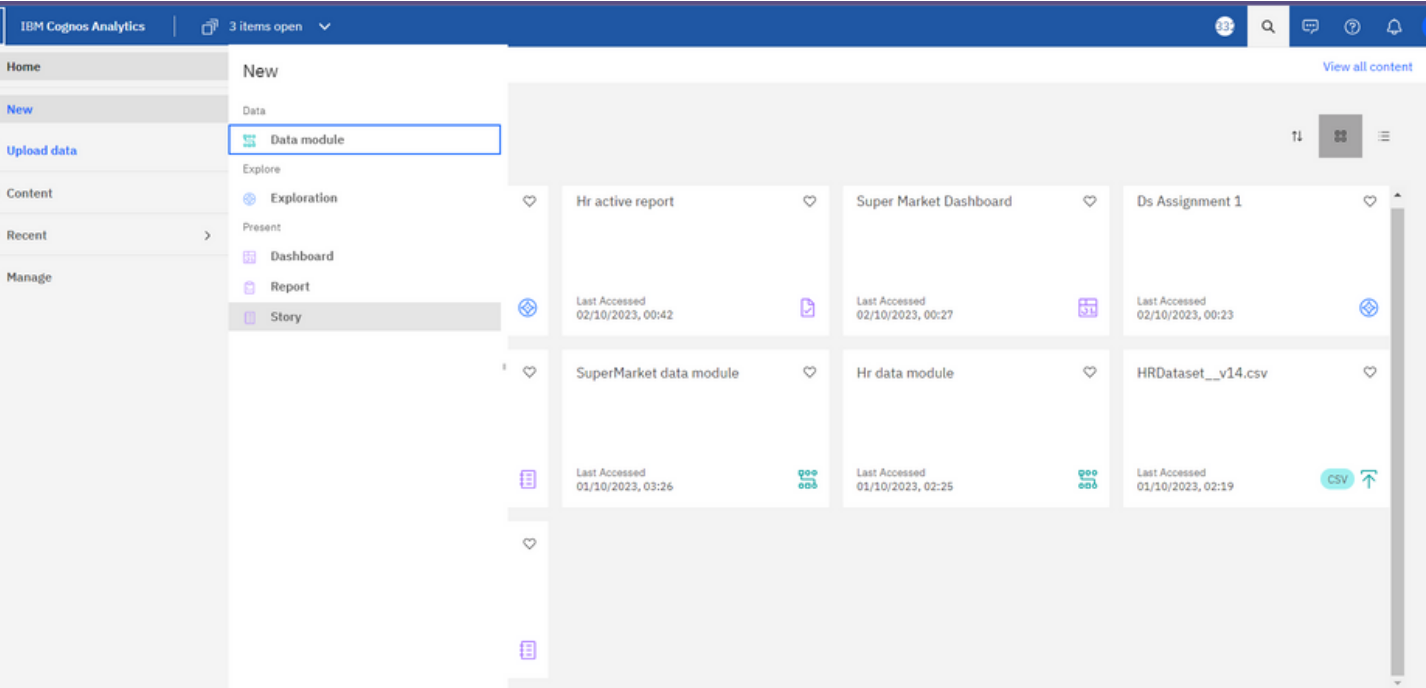 IBM Cognos Analytics
3 items open
Home
New
Upload data
Content
Recent
Manage
New
Data
Data module
Explore
Exploration
Present
Dashboard
Report
Story
View all content
Hr active report
Last Accessed
02/10/2023, 00:42
Super Market Dashboard
Last Accessed
02/10/2023, 00:27
Ds Assignment 1
Last Accessed
02/10/2023, 00:23
SuperMarket data module
Last Accessed
01/10/2023, 03:26
Hr data module
Last Accessed
01/10/2023, 02:25
HRDataset__v14.csv
Last Accessed
01/10/2023, 02:19
CSV